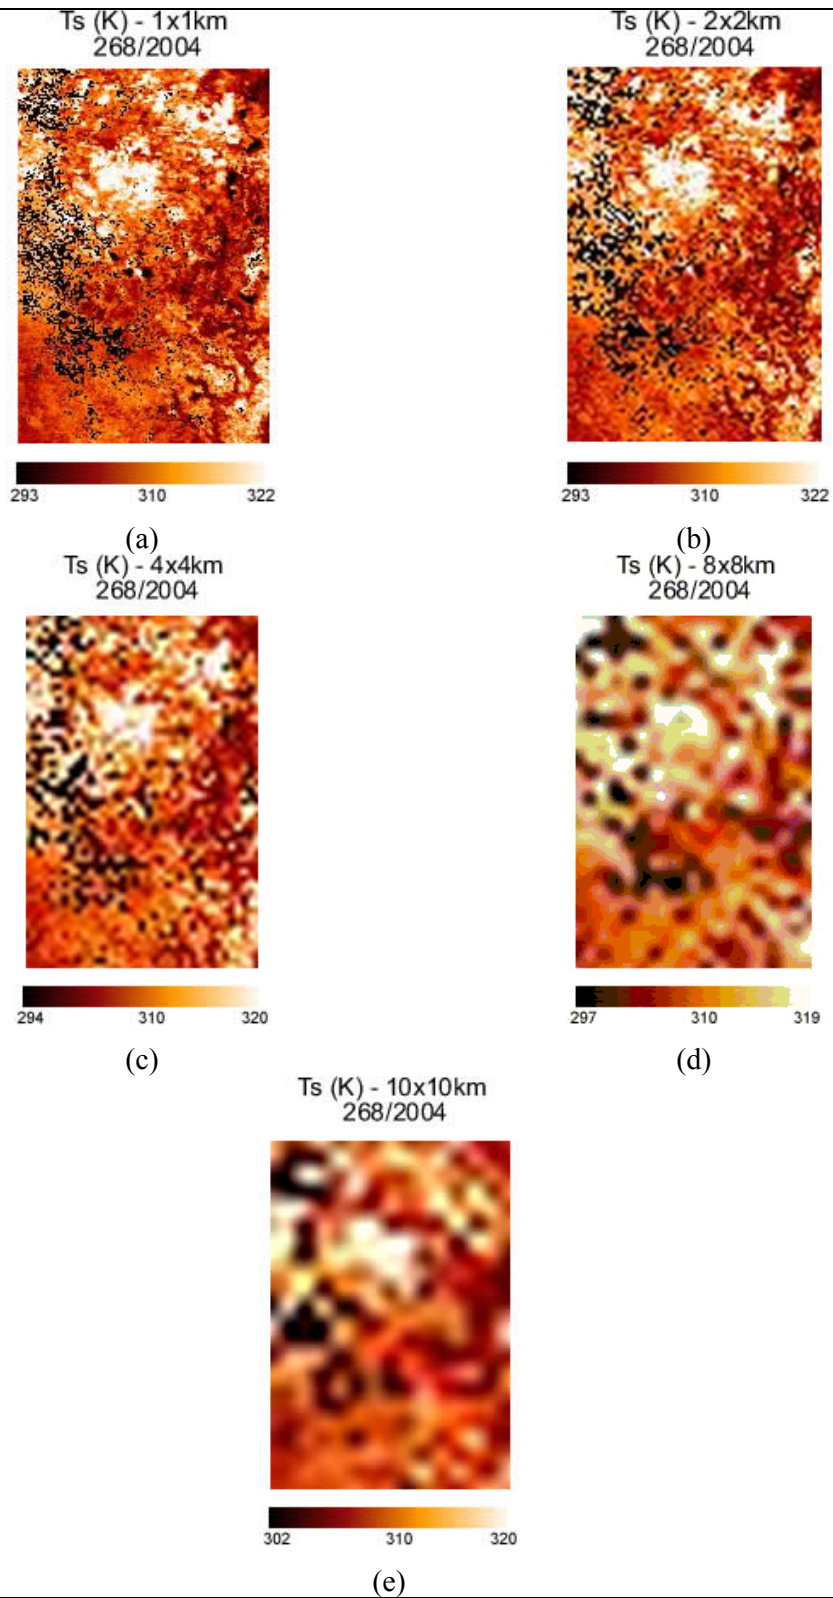 Ts (K) - 1x1km
268/2004
293 310 322
(a)
Ts (K) - 2x2km
268/2004
293 310 322
(b)
Ts (K) - 4x4km
268/2004
294 310 320
(c)
Ts (K) - 8x8km
268/2004
297 310 319
(d)
Ts (K) - 10x10km
268/2004
302 310 320
(e)